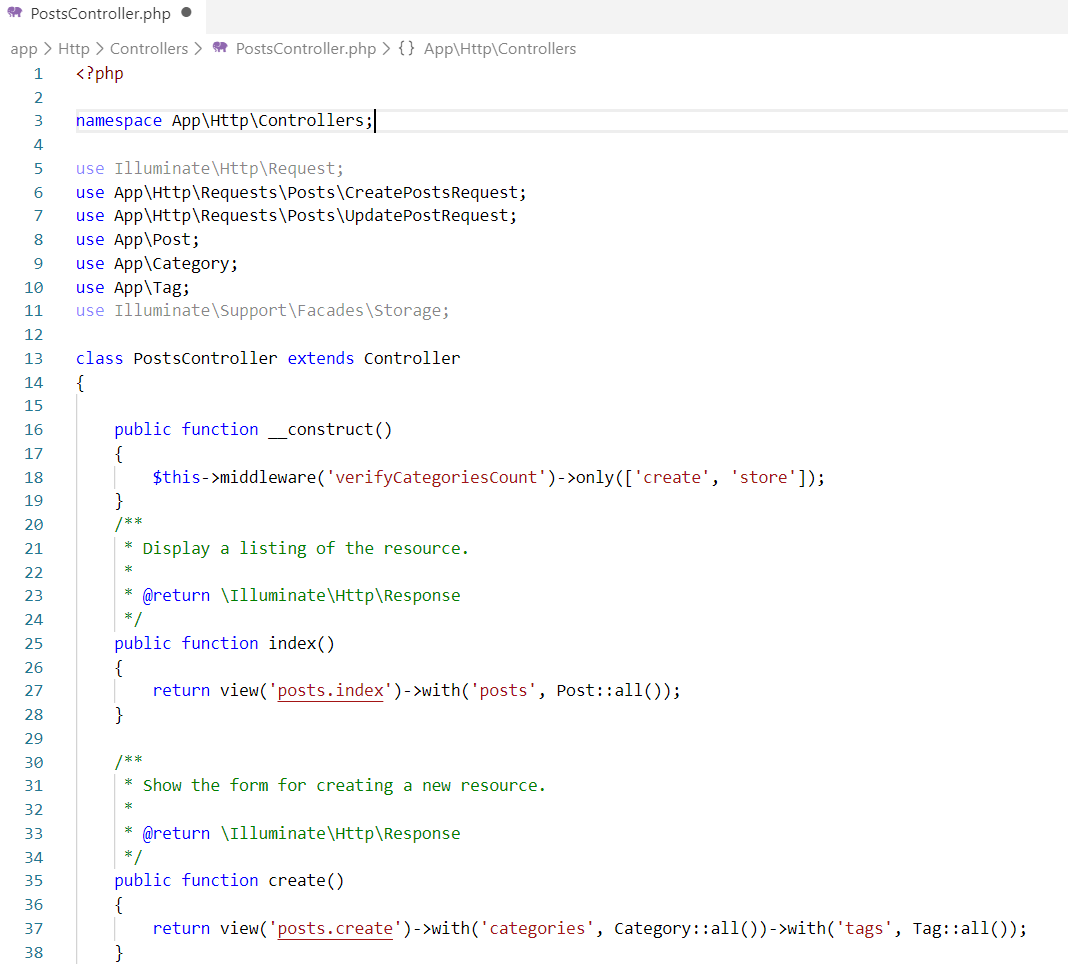 PostsController.php
app > Http > Controllers > PostsController.php > {} App\Http\Controllers
1 <?php
2
3 namespace App\Http\Controllers;
4
5 use Illuminate\Http\Request;
6 use App\Http\Requests\Posts\CreatePostsRequest;
7 use App\Http\Requests\Posts\UpdatePostRequest;
8 use App\Post;
9 use App\Category;
10 use App\Tag;
11 use Illuminate\Support\Facades\Storage;
12
13 class PostsController extends Controller
14 {
15
16     public function __construct()
17     {
18         $this->middleware('verifyCategoriesCount')->only(['create', 'store']);
19     }
20     /**
21      * Display a listing of the resource.
22      *
23      * @return \Illuminate\Http\Response
24      */
25     public function index()
26     {
27         return view('posts.index')->with('posts', Post::all());
28     }
29
30     /**
31      * Show the form for creating a new resource.
32      *
33      * @return \Illuminate\Http\Response
34      */
35     public function create()
36     {
37         return view('posts.create')->with('categories', Category::all())->with('tags', Tag::all());
38     }